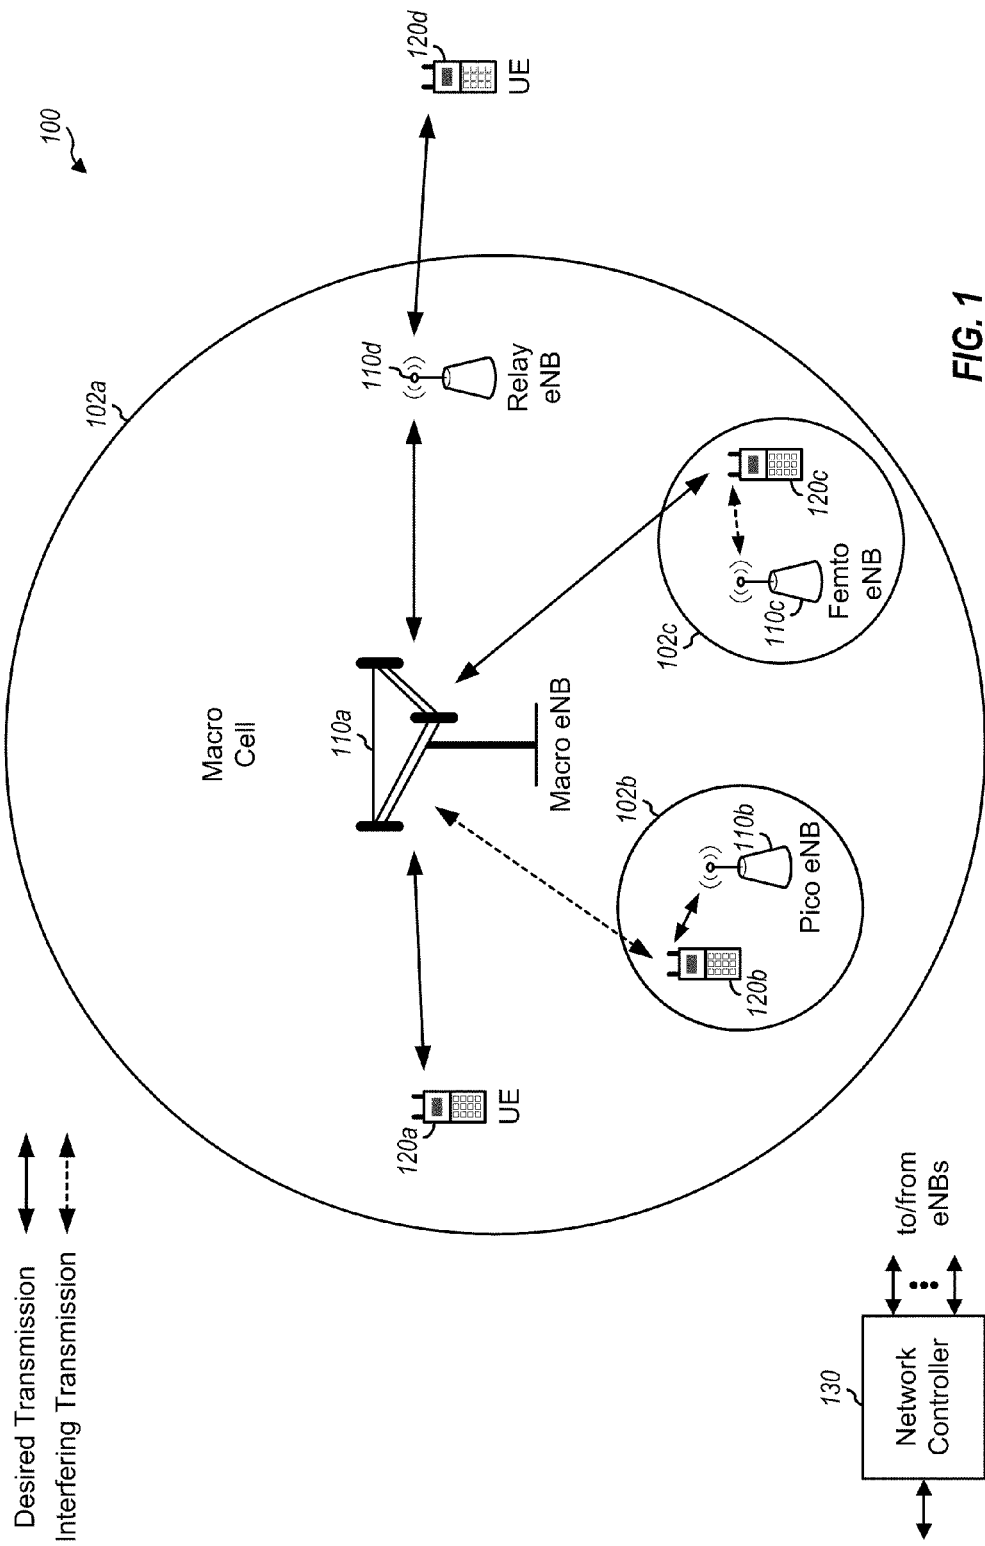 Desired Transmission
Interfering Transmission
100
102a
Macro
Cell
110a
Macro eNB
120a
UE
110d
Relay
eNB
120d
UE
102b
120b
110b
Pico eNB
102c
110c
Femto
eNB
120c
130
Network
Controller
to/from
eNBs
FIG. 1